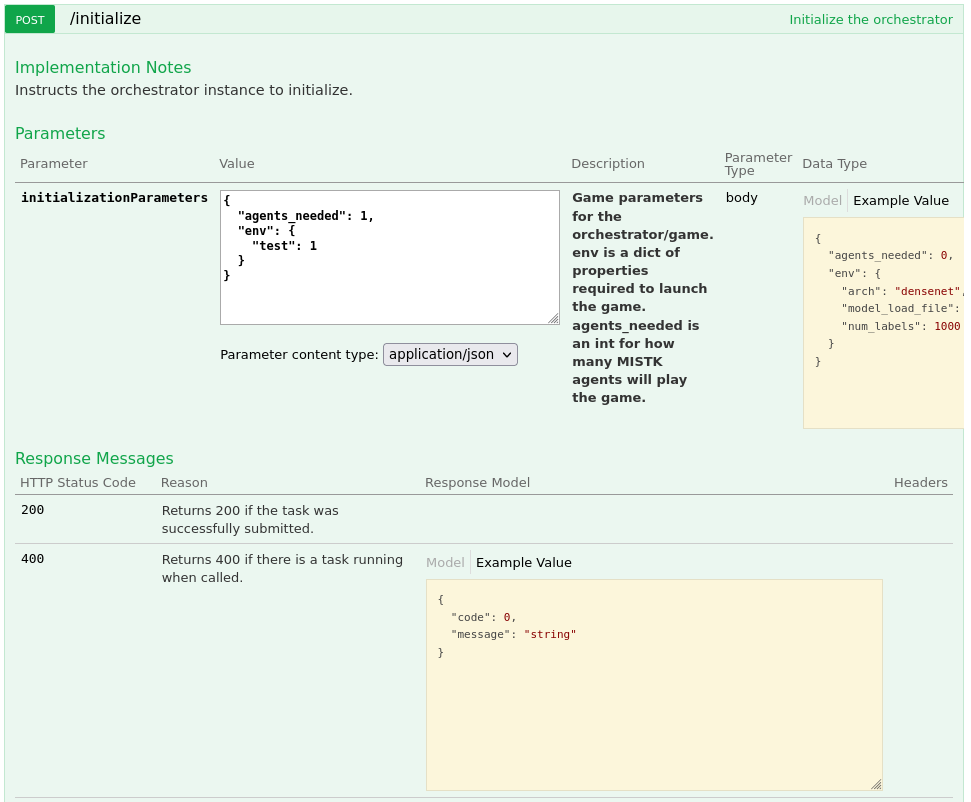 POST /initialize Initialize the orchestrator
Implementation Notes
Instructs the orchestrator instance to initialize.
Parameters
Parameter Value Description Parameter Type Data Type
initializationParameters
{
  "agents_needed": 1,
  "env": {
    "test": 1
  }
}
Parameter content type: application/json
Game parameters
for the
orchestrator/game.
env is a dict of
properties
required to launch
the game.
agents_needed is
an int for how
many MISTK
agents will play
the game.
body
Model Example Value
{
  "agents_needed": 0,
  "env": {
    "arch": "densenet",
    "model_load_file":
    "num_labels": 1000
  }
}
Response Messages
HTTP Status Code Reason Response Model Headers
200 Returns 200 if the task was
successfully submitted.
400 Returns 400 if there is a task running
when called.
Model Example Value
{
  "code": 0,
  "message": "string"
}